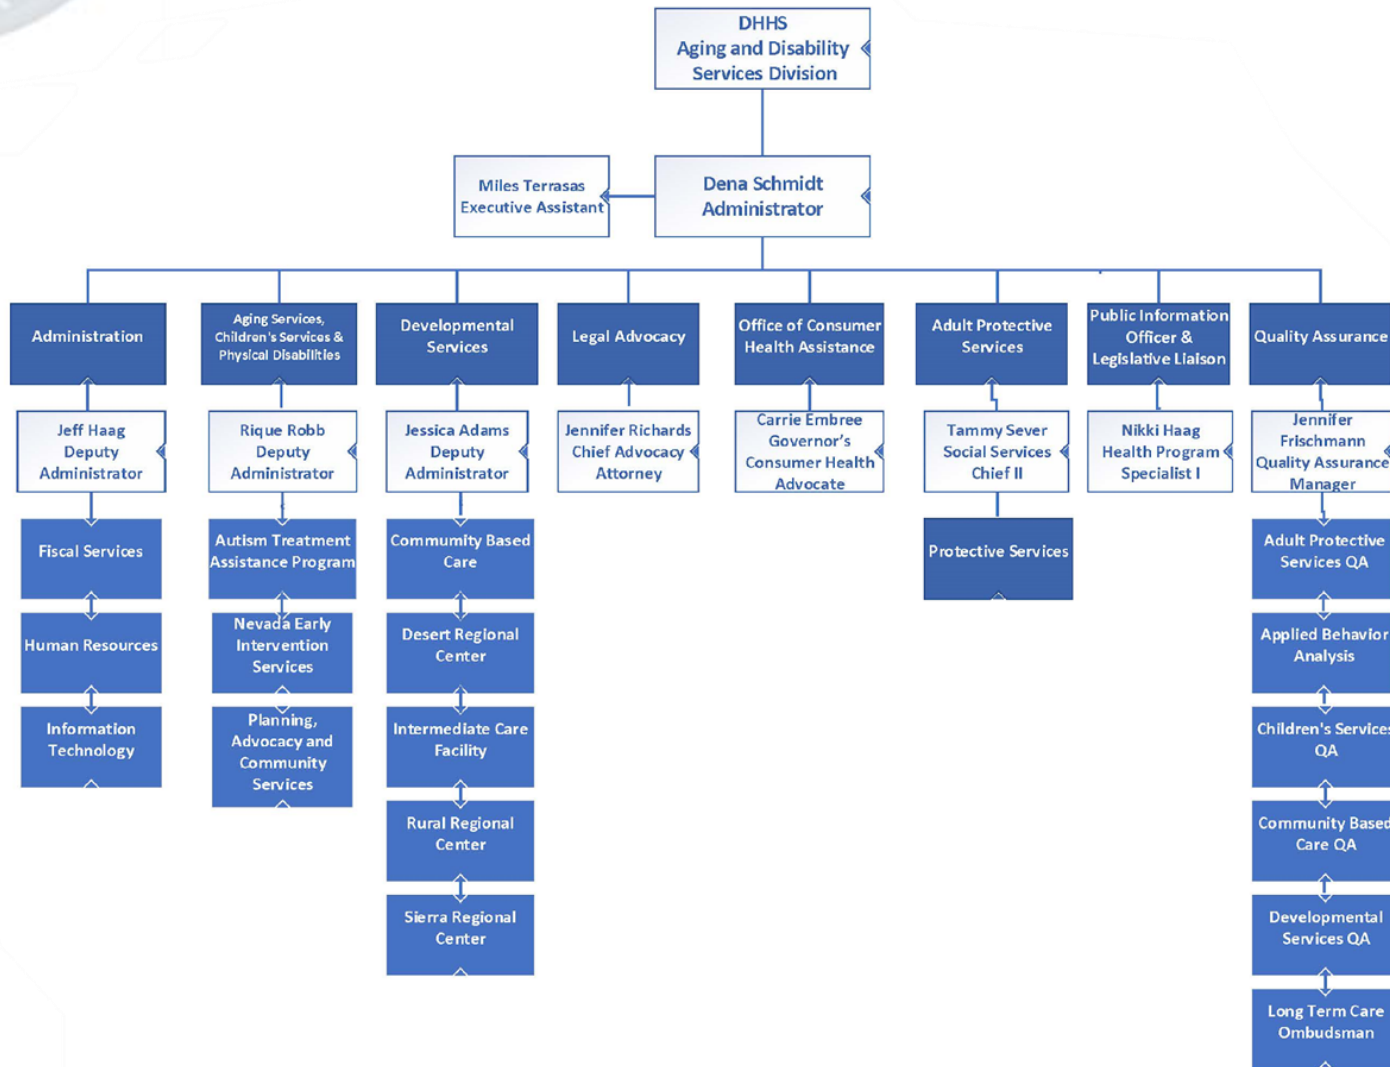 DHHS
Aging and Disability
Services Division
Miles Terrasas
Executive Assistant
Dena Schmidt
Administrator
Administration
Aging Services,
Children's Services &
Physical Disabilities
Developmental
Services
Legal Advocacy
Office of Consumer
Health Assistance
Adult Protective
Services
Public Information
Officer &
Legislative Liaison
Quality Assurance
Jeff Haag
Deputy
Administrator
Rique Robb
Deputy
Administrator
Jessica Adams
Deputy
Administrator
Jennifer Richards
Chief Advocacy
Attorney
Carrie Embree
Governor's
Consumer Health
Advocate
Tammy Sever
Social Services
Chief II
Nikki Haag
Health Program
Specialist I
Jennifer
Frischmann
Quality Assurance
Manager
Fiscal Services
Human Resources
Information
Technology
Autism Treatment
Assistance Program
Nevada Early
Intervention
Services
Planning,
Advocacy and
Community
Services
Community Based
Care
Desert Regional
Center
Intermediate Care
Facility
Rural Regional
Center
Sierra Regional
Center
Protective Services
Adult Protective
Services QA
Applied Behavior
Analysis
Children's Services
QA
Community Based
Care QA
Developmental
Services QA
Long Term Care
Ombudsman